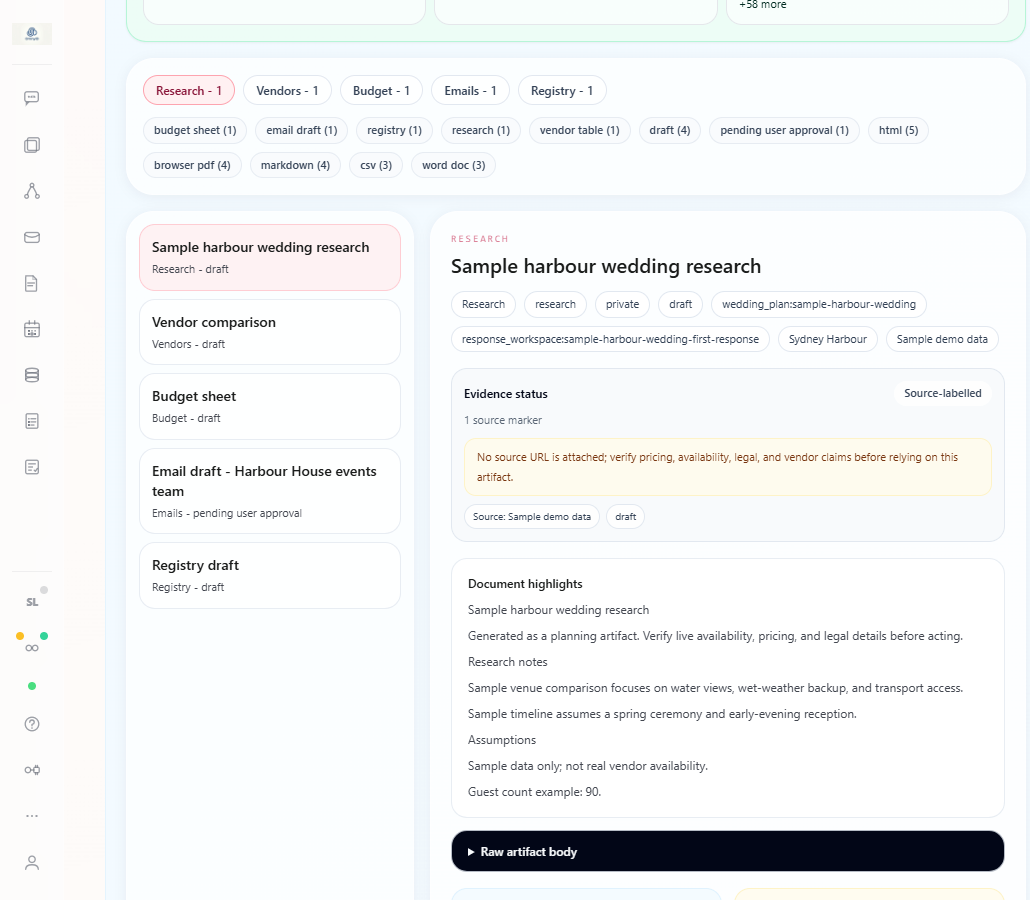 +58 more
Research - 1
Vendors - 1
Budget - 1
Emails - 1
Registry - 1
budget sheet (1)
email draft (1)
registry (1)
research (1)
vendor table (1)
draft (4)
pending user approval (1)
html (5)
browser pdf (4)
markdown (4)
csv (3)
word doc (3)
Sample harbour wedding research
Research - draft
Vendor comparison
Vendors - draft
Budget sheet
Budget - draft
Email draft - Harbour House events
team
Emails - pending user approval
Registry draft
Registry - draft
RESEARCH
Sample harbour wedding research
Research
research
private
draft
wedding_plan:sample-harbour-wedding
response_workspace:sample-harbour-wedding-first-response
Sydney Harbour
Sample demo data
Evidence status
Source-labelled
1 source marker
No source URL is attached; verify pricing, availability, legal, and vendor claims before relying on this
artifact.
Source: Sample demo data
draft
Document highlights
Sample harbour wedding research
Generated as a planning artifact. Verify live availability, pricing, and legal details before acting.
Research notes
Sample venue comparison focuses on water views, wet-weather backup, and transport access.
Sample timeline assumes a spring ceremony and early-evening reception.
Assumptions
Sample data only; not real vendor availability.
Guest count example: 90.
Raw artifact body
SL